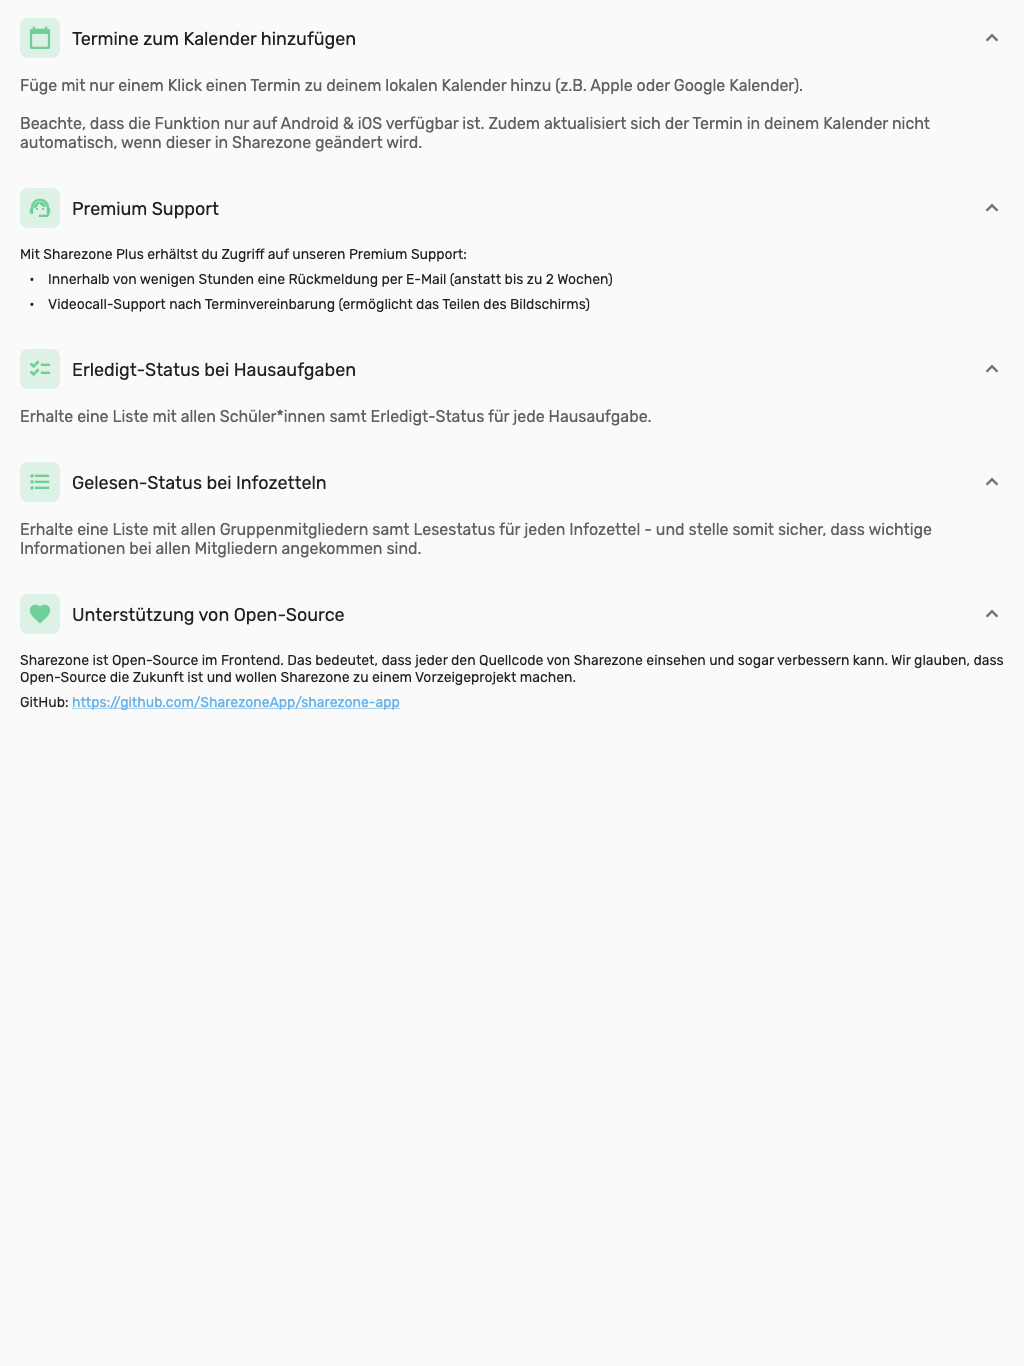 Termine zum Kalender hinzufügen
Füge mit nur einem Klick einen Termin zu deinem lokalen Kalender hinzu (z.B. Apple oder Google Kalender).
Beachte, dass die Funktion nur auf Android & iOS verfügbar ist. Zudem aktualisiert sich der Termin in deinem Kalender nicht
automatisch, wenn dieser in Sharezone geändert wird.
Premium Support
Mit Sharezone Plus erhältst du Zugriff auf unseren Premium Support:
• Innerhalb von wenigen Stunden eine Rückmeldung per E-Mail (anstatt bis zu 2 Wochen)
• Videocall-Support nach Terminvereinbarung (ermöglicht das Teilen des Bildschirms)
Erledigt-Status bei Hausaufgaben
Erhalte eine Liste mit allen Schüler*innen samt Erledigt-Status für jede Hausaufgabe.
Gelesen-Status bei Infozetteln
Erhalte eine Liste mit allen Gruppenmitgliedern samt Lesestatus für jeden Infozettel - und stelle somit sicher, dass wichtige
Informationen bei allen Mitgliedern angekommen sind.
Unterstützung von Open-Source
Sharezone ist Open-Source im Frontend. Das bedeutet, dass jeder den Quellcode von Sharezone einsehen und sogar verbessern kann. Wir glauben, dass
Open-Source die Zukunft ist und wollen Sharezone zu einem Vorzeigeprojekt machen.
GitHub: https://github.com/SharezoneApp/sharezone-app